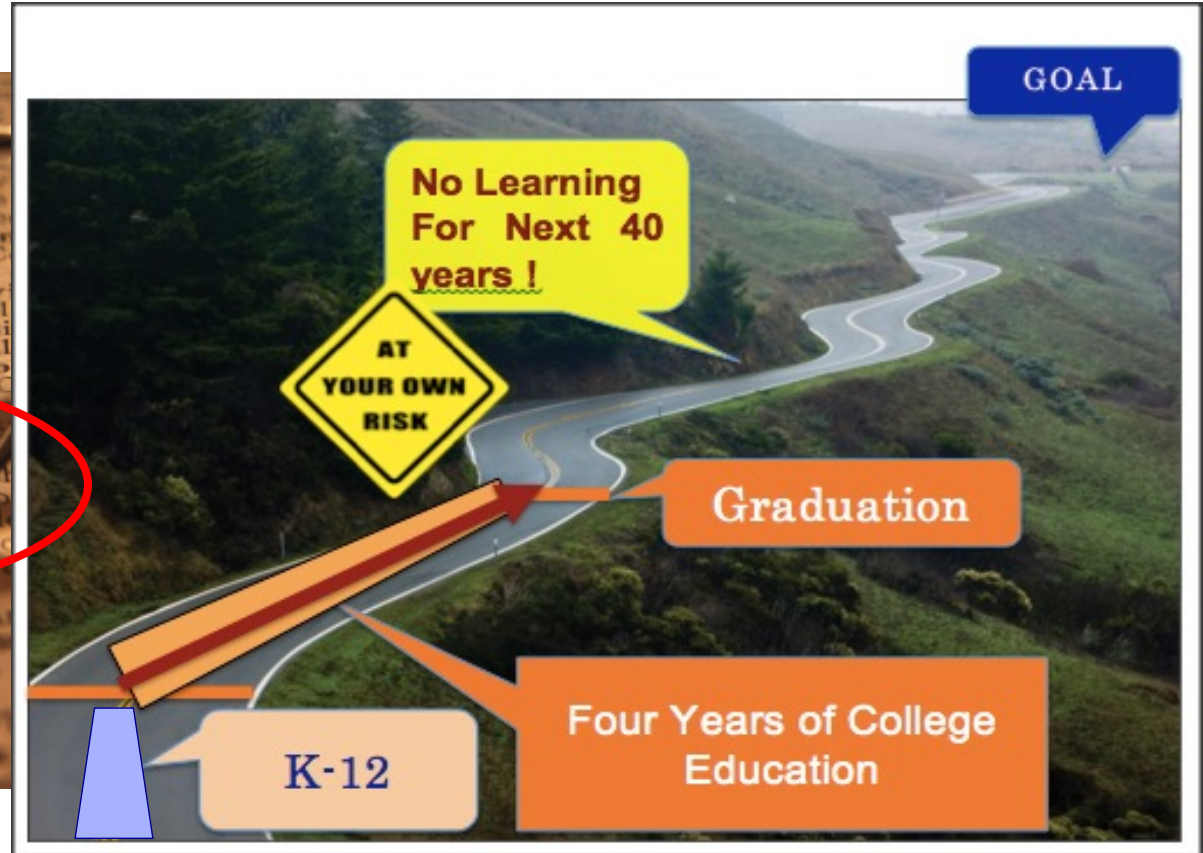 GOAL
No Learning
For Next 40
years !
AT
YOUR OWN
RISK
Graduation
Four Years of College
Education
K-12